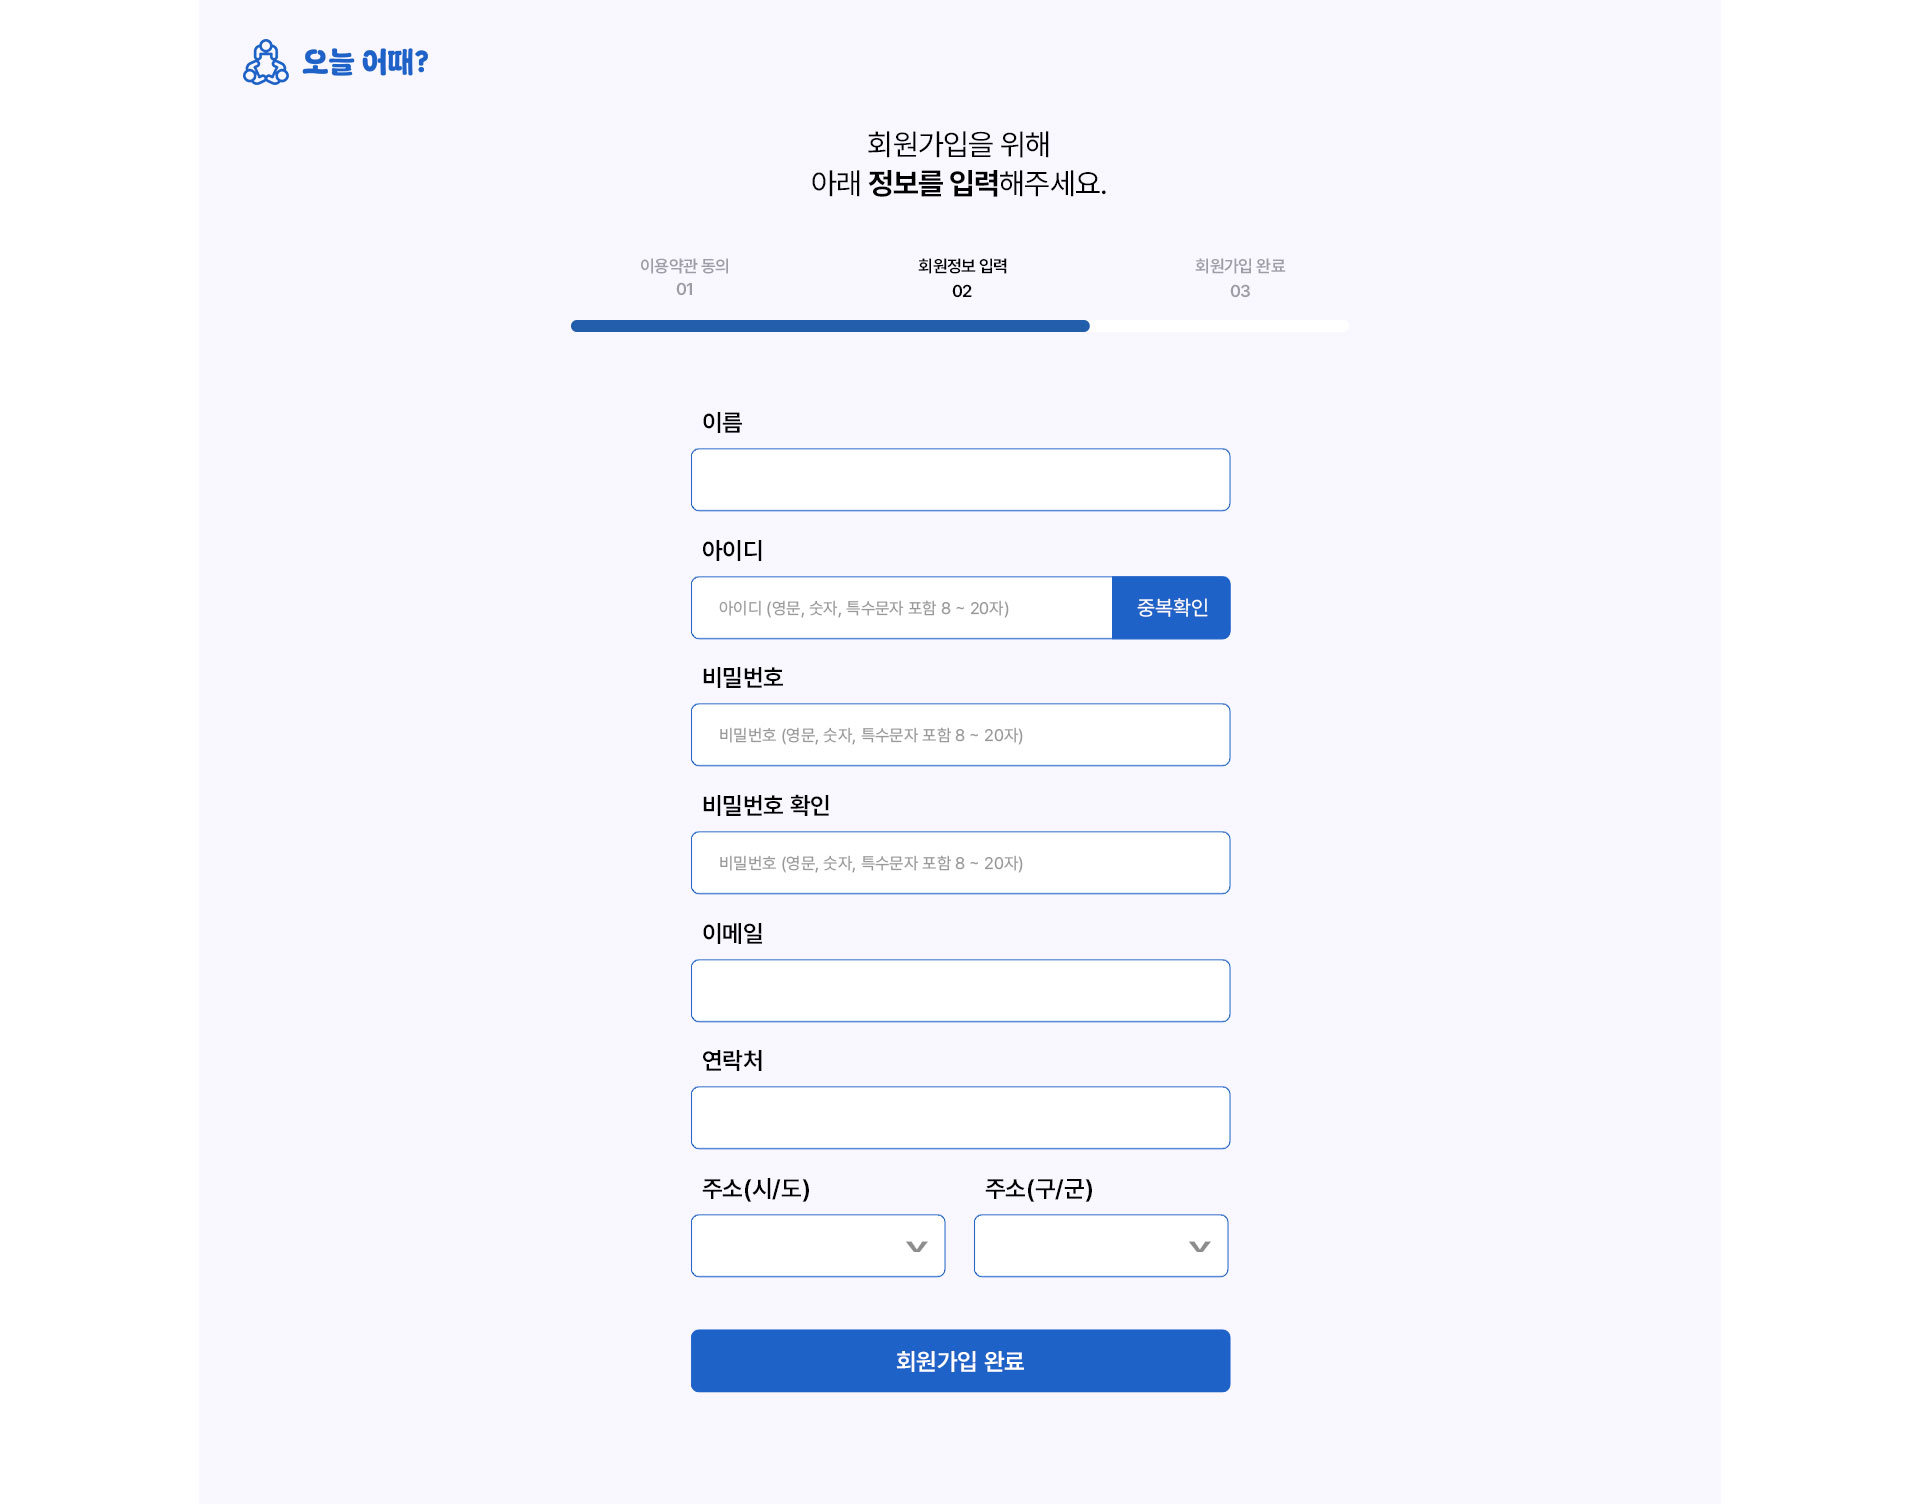 오늘 어때?
회원가입을 위해
아래 정보를 입력해주세요.
이용약관 동의
01
회원정보 입력
02
회원가입 완료
03
이름
아이디
아이디 (영문, 숫자, 특수문자 포함 8 ~ 20자)
중복확인
비밀번호
비밀번호 (영문, 숫자, 특수문자 포함 8 ~ 20자)
비밀번호 확인
비밀번호 (영문, 숫자, 특수문자 포함 8 ~ 20자)
이메일
연락처
주소(시/도)
주소(구/군)
회원가입 완료